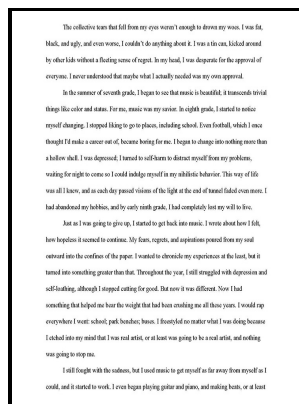 The collective tears that fell from my eyes weren't enough to drown my woes. I was fat,
black, and ugly, and even worse, I couldn't do anything about it. I was a tin can, kicked around
by other kids without a fleeting sense of regret. In my head, I was desperate for the approval of
everyone. I never understood that maybe what I actually needed was my own approval.
In the summer of seventh grade, I began to see that music is beautiful; it transcends trivial
things like color and status. For me, music was my savior. In eighth grade, I started to notice
myself changing. I stopped liking to go to places, including school. Even football, which I once
thought I'd make a career out of, became boring for me. I began to change into nothing more than
a hollow shell. I was depressed; I turned to self-harm to distract myself from my problems,
waiting for night to come so I could indulge myself in my nihilistic behavior. This way of life
was all I knew, and as each day passed visions of the light at the end of tunnel faded even more. I
had abandoned my hobbies, and by early ninth grade, I had completely lost my will to live.
Just as I was going to give up, I started to get back into music. I wrote about how I felt,
how hopeless it seemed to continue. My fears, regrets, and aspirations poured from my soul
outward into the confines of the paper. I wanted to chronicle my experiences at the least, but it
turned into something greater than that. Throughout the year, I still struggled with depression and
self-loathing, although I stopped cutting for good. But now it was different. Now I had
something that helped me bear the weight that had been crushing me all these years. I would rap
everywhere I went: school; park benches; buses. I freestyled no matter what I was doing because
I etched into my mind that I was real artist, or at least was going to be a real artist, and nothing
was going to stop me.
I still fought with the sadness, but I used music to get myself as far away from myself as I
could, and it started to work. I even began playing guitar and piano, and making beats, or at least